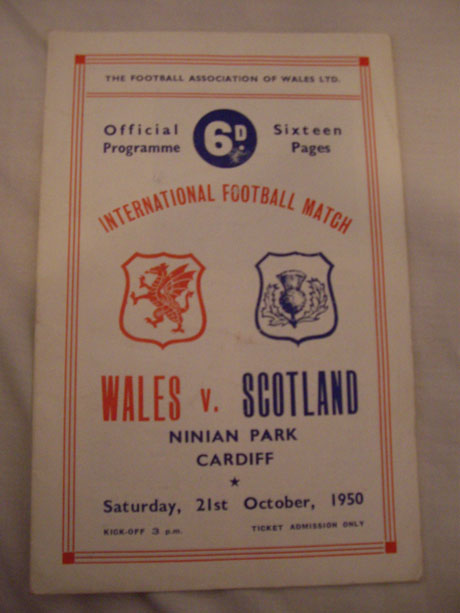 THE FOOTBALL ASSOCIATION OF WALES LTD.
Official Programme
6D.
Sixteen Pages
INTERNATIONAL FOOTBALL MATCH
WALES v. SCOTLAND
NINIAN PARK
CARDIFF
Saturday, 21st October, 1950
KICK-OFF 3 p.m. TICKET ADMISSION ONLY